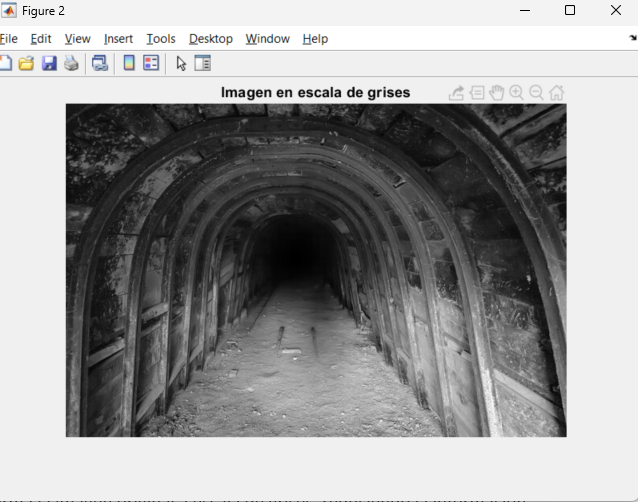 Figure 2
File Edit View Insert Tools Desktop Window Help
Imagen en escala de grises